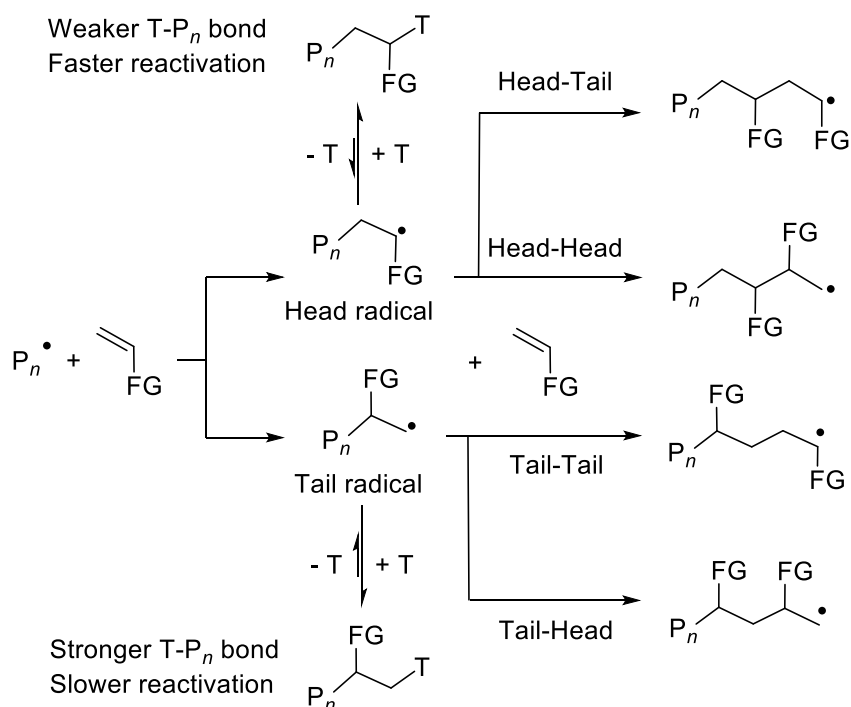 Weaker T-Pn bond
Faster reactivation
Pn T
FG
- T + T
Head-Tail
Pn FG FG
Pn FG
Head radical
Head-Head
FG
Pn FG
Pn + FG
+ FG
FG
Pn
Tail radical
FG
Pn FG
Tail-Tail
- T + T
FG FG
Pn
Tail-Head
Stronger T-Pn bond
Slower reactivation
FG
Pn T